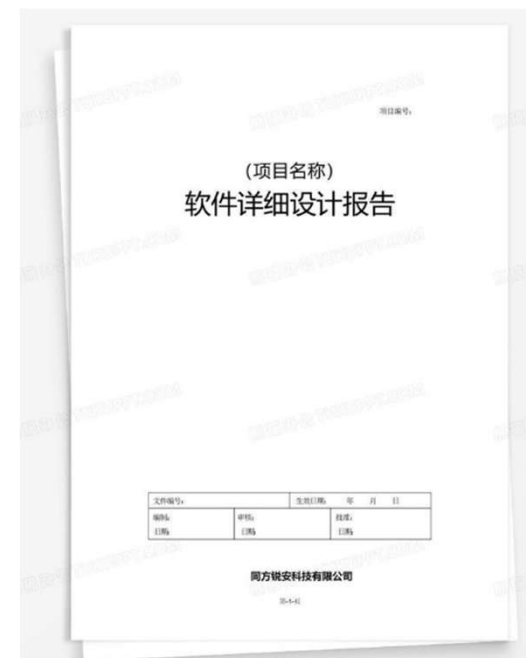 项目编号:
(项目名称)
软件详细设计报告
文件编号: 生效日期: 年 月 日
编制: 审核: 批准:
日期: 日期: 日期:
同方锐安科技有限公司